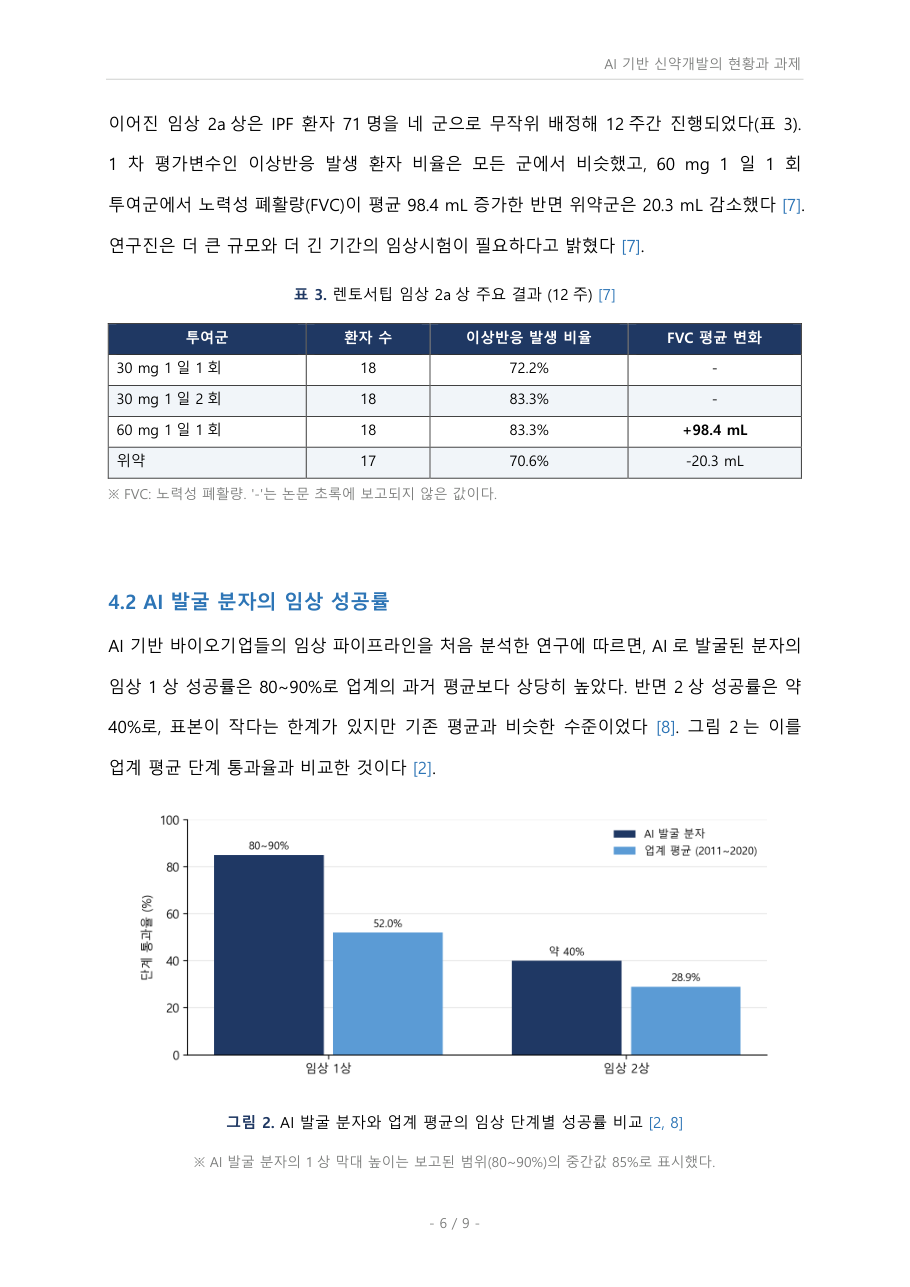 AI 기반 신약개발의 현황과 과제
이어진 임상 2a 상은 IPF 환자 71 명을 네 군으로 무작위 배정해 12 주간 진행되었다(표 3).
1 차 평가변수인 이상반응 발생 환자 비율은 모든 군에서 비슷했고, 60 mg 1 일 1 회
투여군에서 노력성 폐활량(FVC)이 평균 98.4 mL 증가한 반면 위약군은 20.3 mL 감소했다 [7].
연구진은 더 큰 규모와 더 긴 기간의 임상시험이 필요하다고 밝혔다 [7].
표 3. 렌토서팁 임상 2a 상 주요 결과 (12 주) [7]
투여군 환자 수 이상반응 발생 비율 FVC 평균 변화
30 mg 1 일 1 회 18 72.2% -
30 mg 1 일 2 회 18 83.3% -
60 mg 1 일 1 회 18 83.3% +98.4 mL
위약 17 70.6% -20.3 mL
※ FVC: 노력성 폐활량. '-'는 논문 초록에 보고되지 않은 값이다.
4.2 AI 발굴 분자의 임상 성공률
AI 기반 바이오기업들의 임상 파이프라인을 처음 분석한 연구에 따르면, AI 로 발굴된 분자의
임상 1 상 성공률은 80~90%로 업계의 과거 평균보다 상당히 높았다. 반면 2 상 성공률은 약
40%로, 표본이 작다는 한계가 있지만 기존 평균과 비슷한 수준이었다 [8]. 그림 2 는 이를
업계 평균 단계 통과율과 비교한 것이다 [2].
단계 통과율 (%)
100
80
60
40
20
0
AI 발굴 분자
업계 평균 (2011~2020)
80~90%
52.0%
약 40%
28.9%
임상 1상
임상 2상
그림 2. AI 발굴 분자와 업계 평균의 임상 단계별 성공률 비교 [2, 8]
※ AI 발굴 분자의 1 상 막대 높이는 보고된 범위(80~90%)의 중간값 85%로 표시했다.
- 6 / 9 -